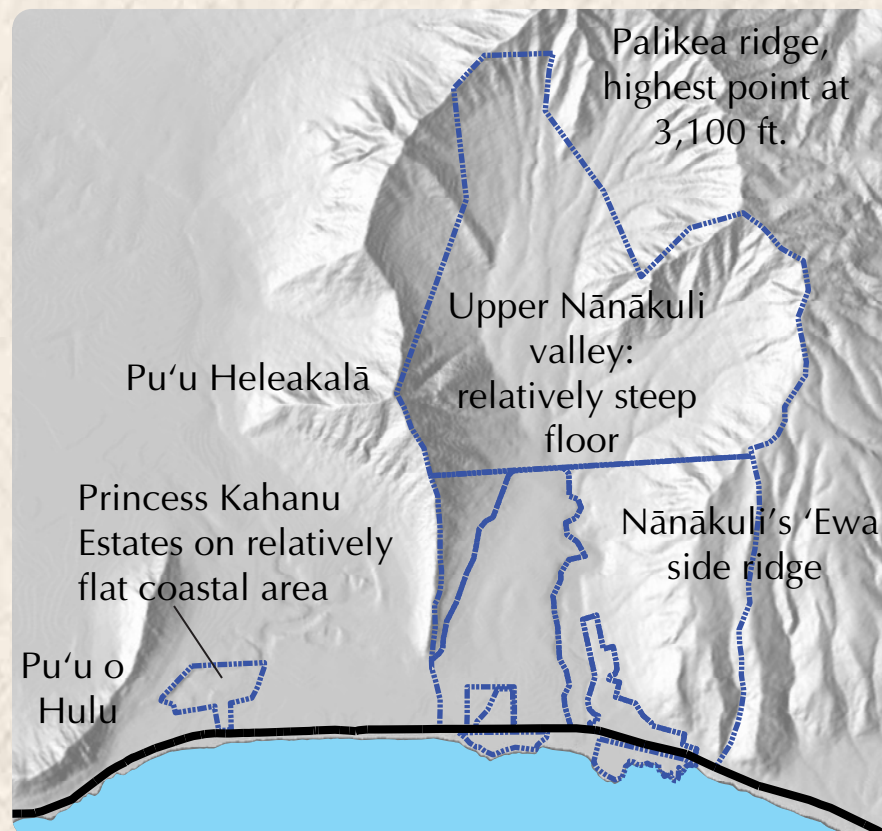 Palikea ridge,
highest point at
3,100 ft.
Upper Nānākuli
valley:
relatively steep
floor
Pu‘u Heleakalā
Princess Kahanu
Estates on relatively
flat coastal area
Nānākuli’s ‘Ewa
side ridge
Pu‘u o
Hulu